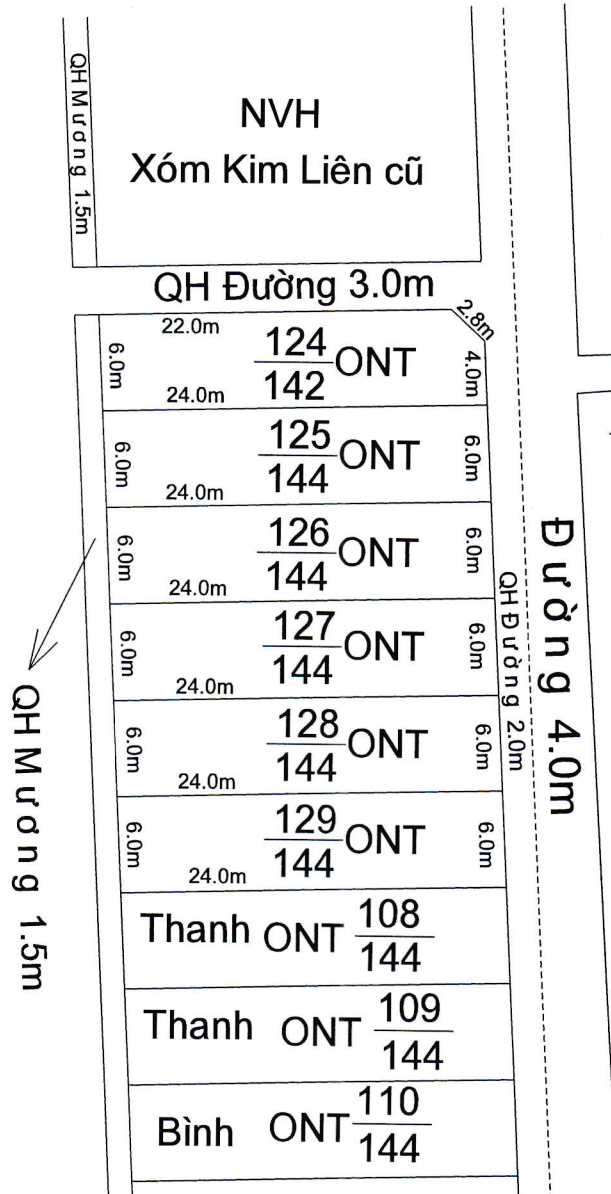 QH Mương 1.5m
NVH
Xóm Kim Liên cũ
QH Đường 3.0m
22.0m
2.8m
6.0m
124
142
ONT
4.0m
24.0m
6.0m
125
144
ONT
6.0m
24.0m
6.0m
126
144
ONT
6.0m
24.0m
6.0m
127
144
ONT
6.0m
24.0m
6.0m
128
144
ONT
6.0m
24.0m
6.0m
129
144
ONT
6.0m
24.0m
Thanh ONT 108
144
Thanh ONT 109
144
Bình ONT 110
144
QH Mương 1.5m
QH Đường 2.0m
Đường 4.0m